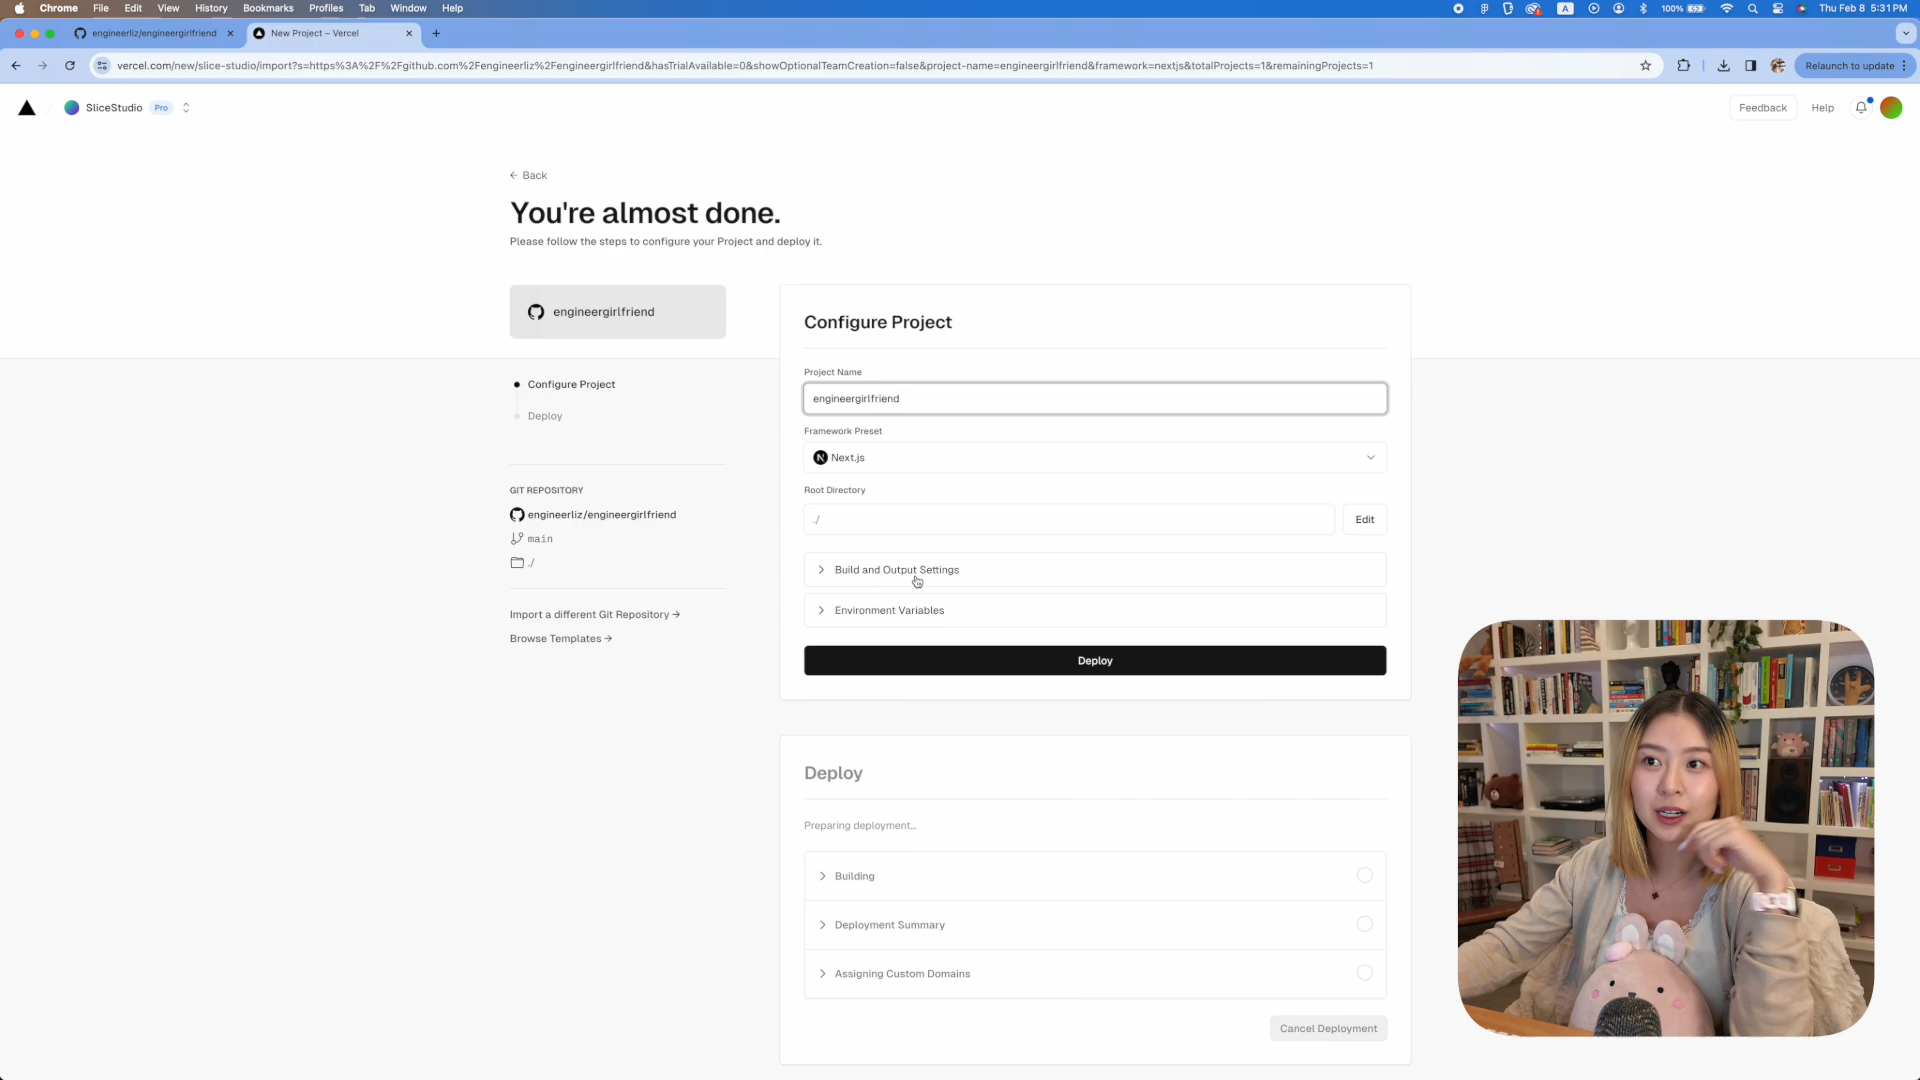 Chrome File Edit View History Bookmarks Profiles Tab Window Help
A 100% Thu Feb 8 5:31 PM
engineerliz/engineergirlfriend New Project – Vercel
vercel.com/new/slice-studio/import?s=https%3A%2F%2Fgithub.com%2Fengineerliz%2Fengineergirlfriend&hasTrialAvailable=0&showOptionalTeamCreation=false&project-name=engineergirlfriend&framework=nextjs&totalProjects=1&remainingProjects=1
Relaunch to update
SliceStudio Pro
Feedback Help
← Back
You're almost done.
Please follow the steps to configure your Project and deploy it.
engineergirlfriend
Configure Project
Deploy
GIT REPOSITORY
engineerliz/engineergirlfriend
main
./
Import a different Git Repository →
Browse Templates →
Configure Project
Project Name
engineergirlfriend
Framework Preset
N Next.js
Root Directory
./
Edit
Build and Output Settings
Environment Variables
Deploy
Deploy
Preparing deployment...
Building
Deployment Summary
Assigning Custom Domains
Cancel Deployment